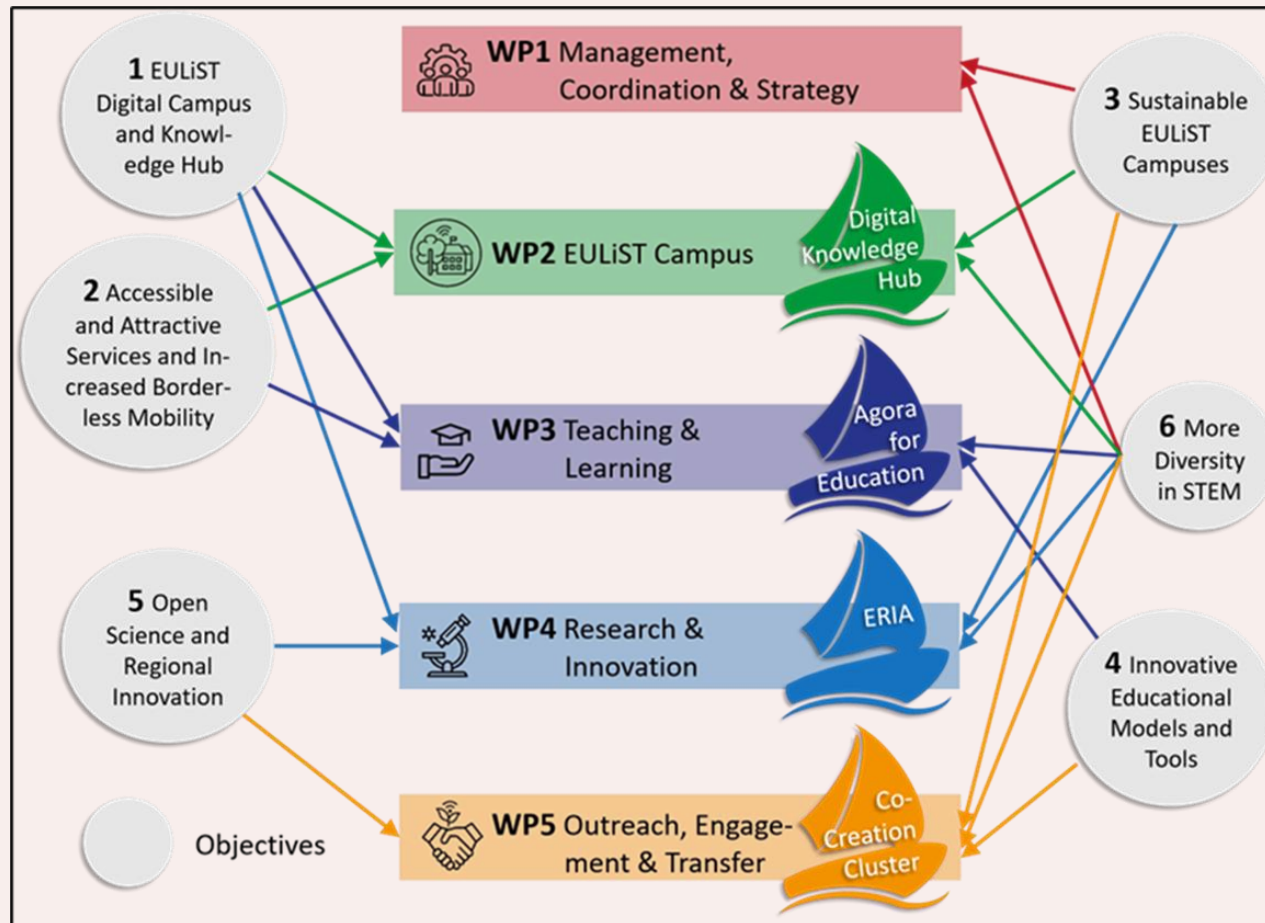 1 EULiST
Digital Campus
and Knowl-
edge Hub
2 Accessible
and Attractive
Services and In-
creased Border-
less Mobility
5 Open
Science and
Regional
Innovation
Objectives
WP1 Management,
Coordination & Strategy
WP2 EULiST Campus
Digital
Knowledge
Hub
WP3 Teaching &
Learning
Agora
for
Education
WP4 Research &
Innovation
ERIA
WP5 Outreach, Engage-
ment & Transfer
Co-
Creation
Cluster
3 Sustainable
EULiST
Campuses
6 More
Diversity
in STEM
4 Innovative
Educational
Models and
Tools